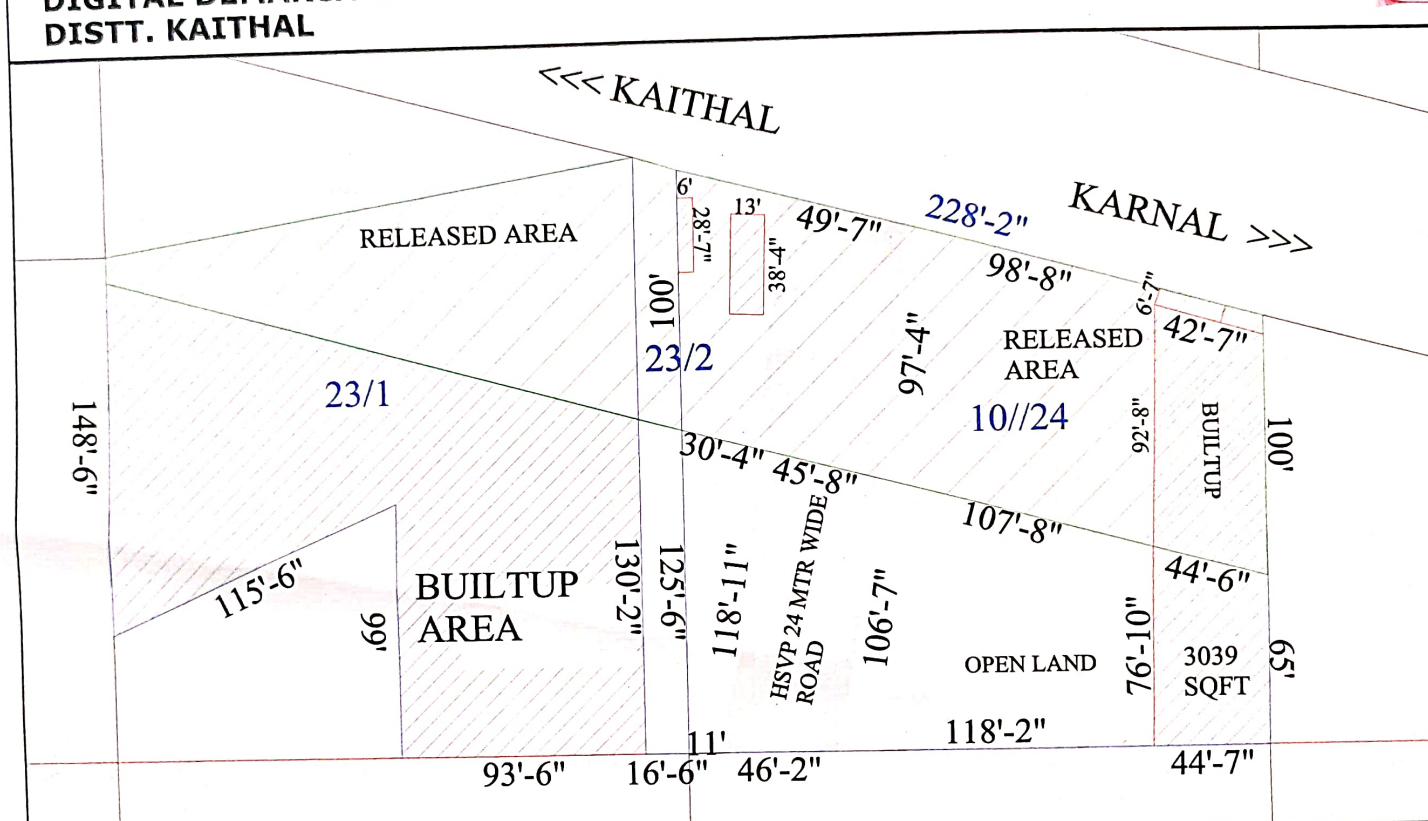 DISTT. KAITHAL
<<< KAITHAL
KARNAL >>>
RELEASED AREA
6'
28'-7"
13'
38'-4"
49'-7"
228'-2"
98'-8"
6'-7"
42'-7"
100'
23/2
97'-4"
RELEASED
AREA
10//24
92'-8"
BUILTUP
100'
23/1
148'-6"
30'-4"
45'-8"
107'-8"
44'-6"
115'-6"
99'
BUILTUP
AREA
130'-2"
125'-6"
118'-11"
HSVP 24 MTR WIDE
ROAD
106'-7"
OPEN LAND
76'-10"
3039
SQFT
65'
11'
118'-2"
93'-6"
16'-6"
46'-2"
44'-7"